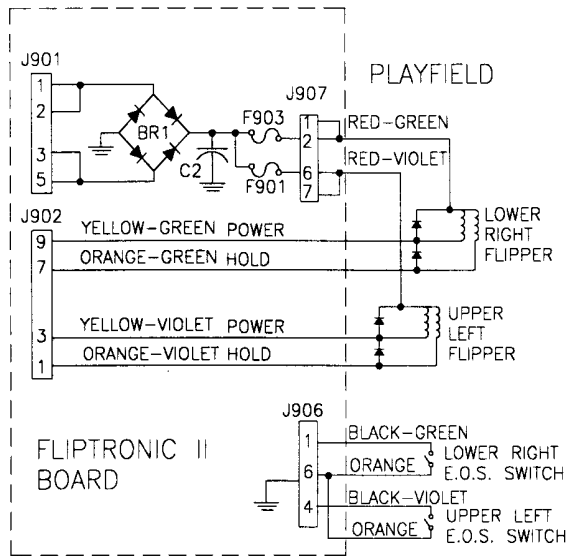 J901
1
2
3
5
BR1
C2
F903
F901
J907
1
2
6
7
PLAYFIELD
RED-GREEN
RED-VIOLET
J902
9
7
3
1
YELLOW-GREEN POWER
ORANGE-GREEN HOLD
YELLOW-VIOLET POWER
ORANGE-VIOLET HOLD
LOWER
RIGHT
FLIPPER
UPPER
LEFT
FLIPPER
J906
1
6
4
BLACK-GREEN
ORANGE
LOWER RIGHT
E.O.S. SWITCH
BLACK-VIOLET
ORANGE
UPPER LEFT
E.O.S. SWITCH
FLIPTRONIC II
BOARD